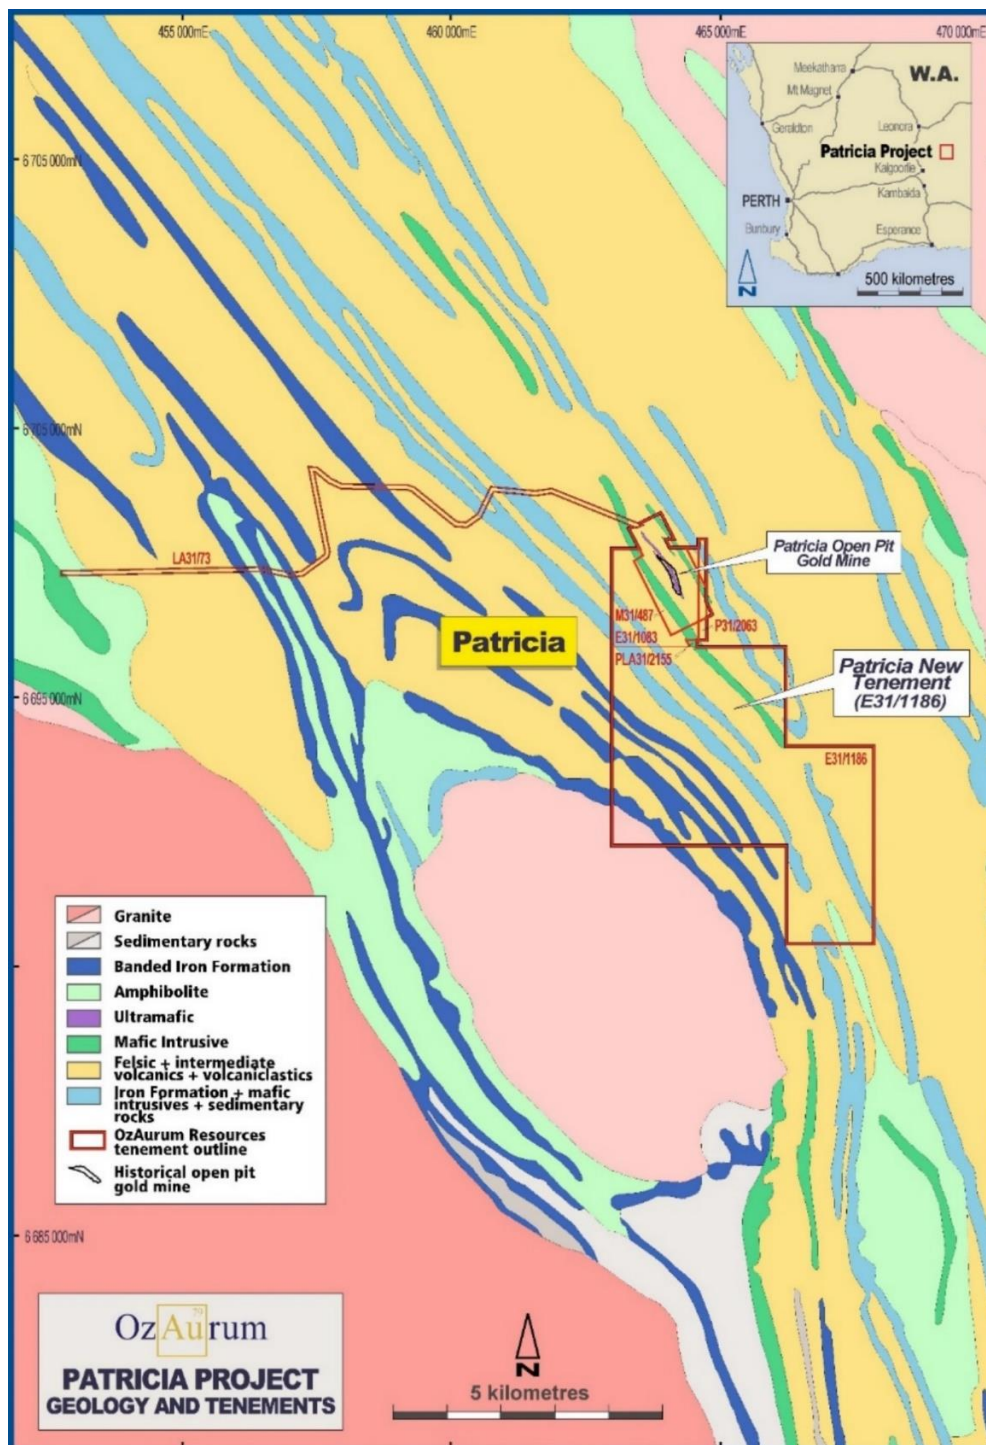 455 000mE
460 000mE
465 000mE
470 000mE
W.A.
Meekatharra
Mt Magnet
Geraldton
Leonora
Patricia Project
Kalgoorlie
Kambalda
PERTH
Bunbury
Esperance
N
500 kilometres
6 705 000mN
6 705 000mN
LA31/73
Patricia Open Pit
Gold Mine
M31/487
E31/1083
P31/2063
PLA31/2155
Patricia
Patricia New
Tenement
(E31/1186)
6 695 000mN
E31/1186
Granite
Sedimentary rocks
Banded Iron Formation
Amphibolite
Ultramafic
Mafic Intrusive
Felsic + intermediate
volcanics + volcaniclastics
Iron Formation + mafic
intrusives + sedimentary
rocks
OzAurum Resources
tenement outline
Historical open pit
gold mine
6 685 000mN
79
OzAurum
PATRICIA PROJECT
GEOLOGY AND TENEMENTS
N
5 kilometres